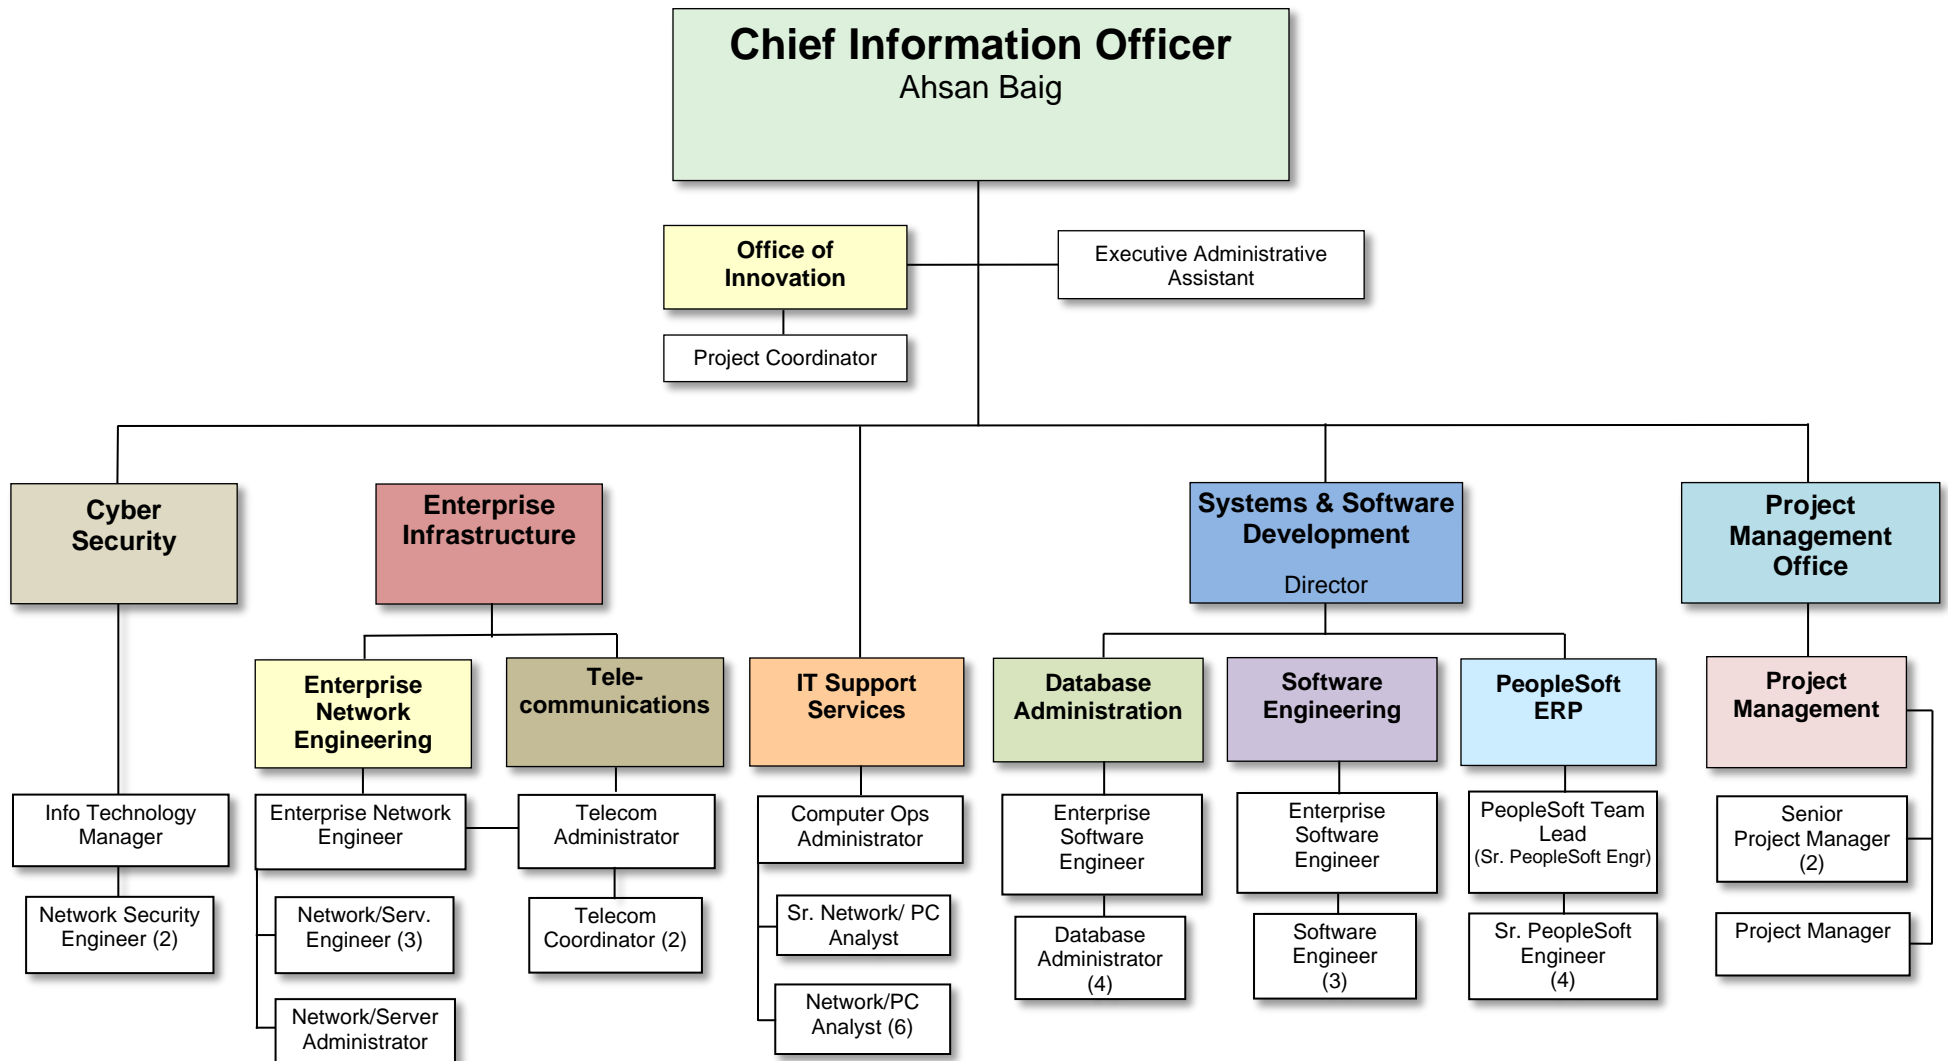 Chief Information Officer
Ahsan Baig
Office of
Innovation
Executive Administrative
Assistant
Project Coordinator
Cyber
Security
Enterprise
Infrastructure
Systems & Software
Development
Director
Project
Management
Office
Enterprise
Network
Engineering
Tele-
communications
IT Support
Services
Database
Administration
Software
Engineering
PeopleSoft
ERP
Project
Management
Info Technology
Manager
Enterprise Network
Engineer
Telecom
Administrator
Computer Ops
Administrator
Enterprise
Software
Engineer
Enterprise
Software
Engineer
PeopleSoft Team
Lead
(Sr. PeopleSoft Engr)
Senior
Project Manager
(2)
Network Security
Engineer (2)
Network/Serv.
Engineer (3)
Telecom
Coordinator (2)
Sr. Network/ PC
Analyst
Database
Administrator
(4)
Software
Engineer
(3)
Sr. PeopleSoft
Engineer
(4)
Project Manager
Network/Server
Administrator
Network/PC
Analyst (6)